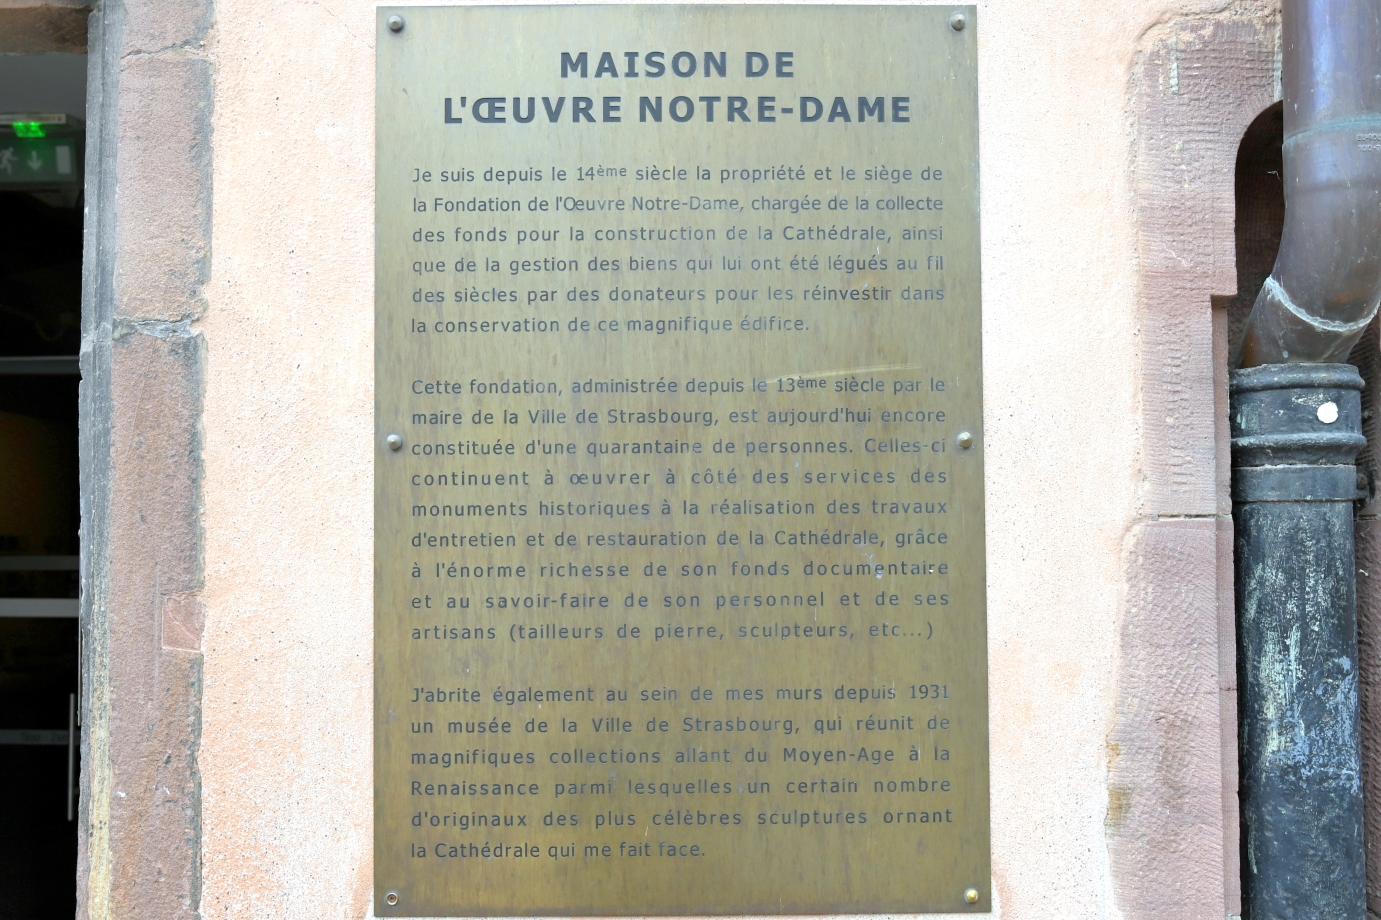 MAISON DE
L'ŒUVRE NOTRE-DAME
Je suis depuis le 14ème siècle la propriété et le siège de
la Fondation de l'Œuvre Notre-Dame, chargée de la collecte
des fonds pour la construction de la Cathédrale, ainsi
que de la gestion des biens qui lui ont été légués au fil
des siècles par des donateurs pour les réinvestir dans
la conservation de ce magnifique édifice.
Cette fondation, administrée depuis le 13ème siècle par le
maire de la Ville de Strasbourg, est aujourd'hui encore
constituée d'une quarantaine de personnes. Celles-ci
continuent à œuvrer à côté des services des
monuments historiques à la réalisation des travaux
d'entretien et de restauration de la Cathédrale, grâce
à l'énorme richesse de son fonds documentaire
et au savoir-faire de son personnel et de ses
artisans (tailleurs de pierre, sculpteurs, etc...)
J'abrite également au sein de mes murs depuis 1931
un musée de la Ville de Strasbourg, qui réunit de
magnifiques collections allant du Moyen-Age à la
Renaissance parmi lesquelles un certain nombre
d'originaux des plus célèbres sculptures ornant
la Cathédrale qui me fait face.